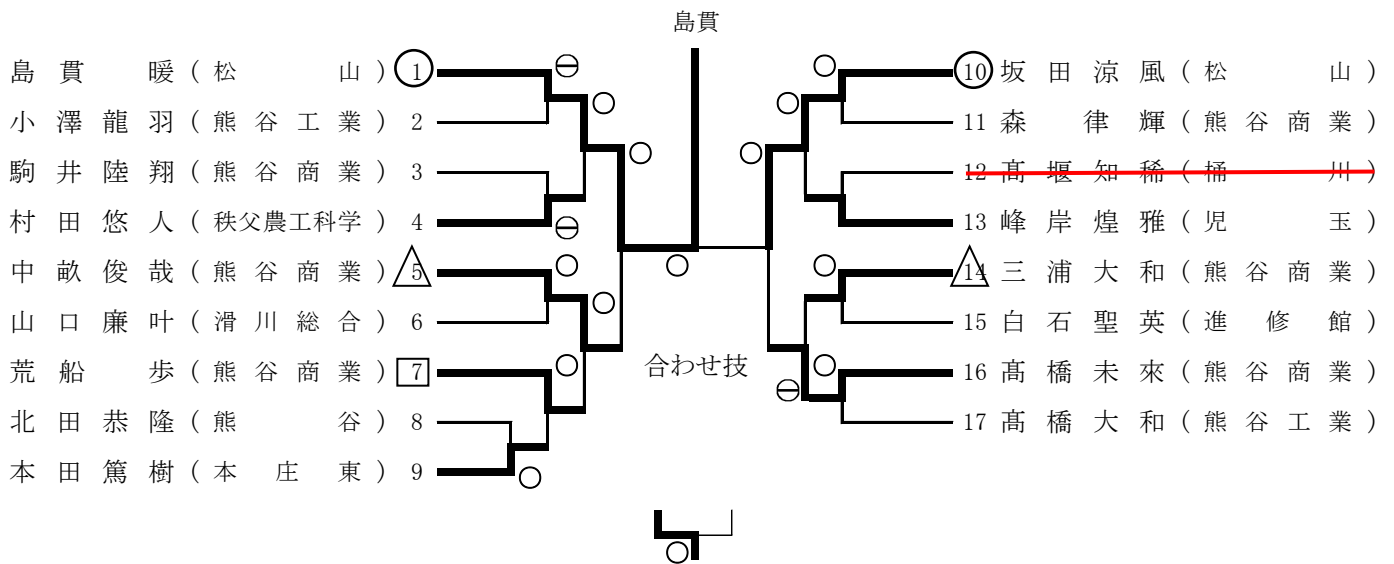 島貫
島貫 暖(松 山) 1
小澤龍羽(熊谷工業) 2
駒井陸翔(熊谷商業) 3
村田悠人(秩父農工科学) 4
中畝俊哉(熊谷商業) 5
山口廉叶(滑川総合) 6
荒船 歩(熊谷商業) 7
北田恭隆(熊 谷) 8
本田篤樹(本庄東) 9
合わせ技
10 坂田涼風(松 山)
11 森 律輝(熊谷商業)
12 髙堰知稀(桶 川)
13 峰岸煌雅(児 玉)
14 三浦大和(熊谷商業)
15 白石聖英(進修館)
16 髙橋未來(熊谷商業)
17 髙橋大和(熊谷工業)